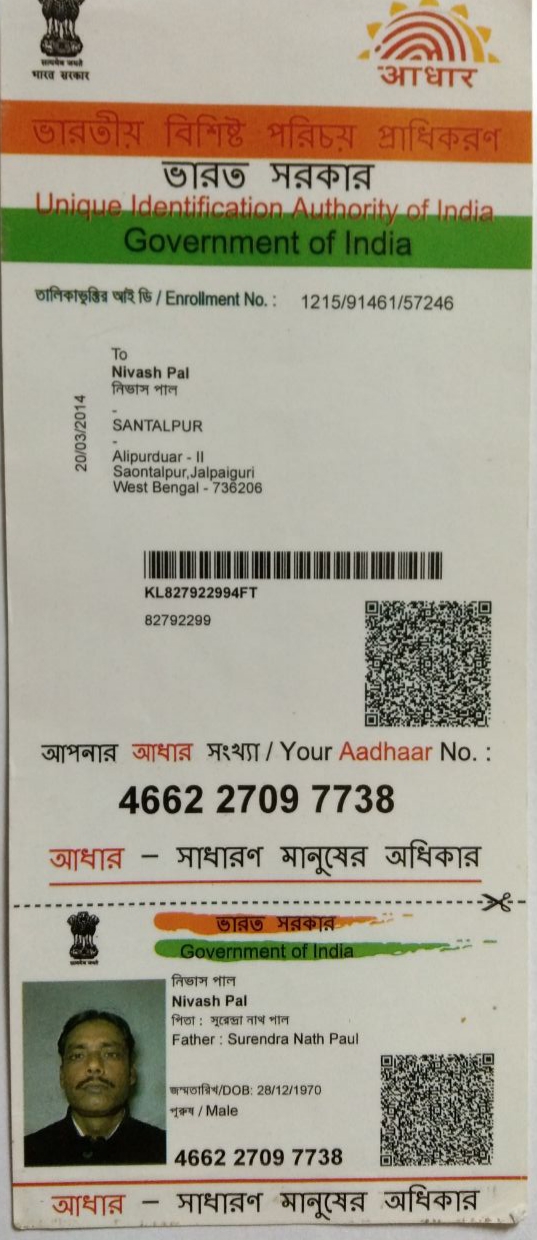 सत्यमेव जयते
भारत सरकार
आधार
ভারতীয় বিশিষ্ট পরিচয় প্রাধিকরণ
ভারত সরকার
Unique Identification Authority of India
Government of India
তালিকাভুক্তির আই ডি / Enrollment No. : 1215/91461/57246
20/03/2014
To
Nivash Pal
নিভাস পাল
-
SANTALPUR
-
Alipurduar - II
Saontalpur,Jalpaiguri
West Bengal - 736206
KL827922994FT
82792299
আপনার আধার সংখ্যা / Your Aadhaar No. :
4662 2709 7738
আধার – সাধারণ মানুষের অধিকার
ভারত সরকার
Government of India
सत्यमेव जयते
নিভাস পাল
Nivash Pal
পিতা : সুরেন্দ্রা নাথ পাল
Father : Surendra Nath Paul
জন্মতারিখ/DOB: 28/12/1970
পুরুষ / Male
4662 2709 7738
আধার – সাধারণ মানুষের অধিকার